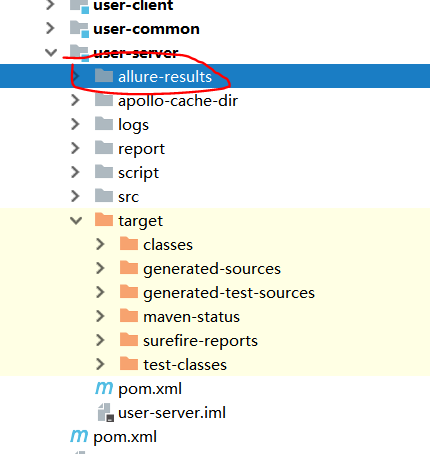 user-client
user-common
user-server
allure-results
apollo-cache-dir
logs
report
script
src
target
classes
generated-sources
generated-test-sources
maven-status
surefire-reports
test-classes
m pom.xml
user-server.iml
m pom.xml